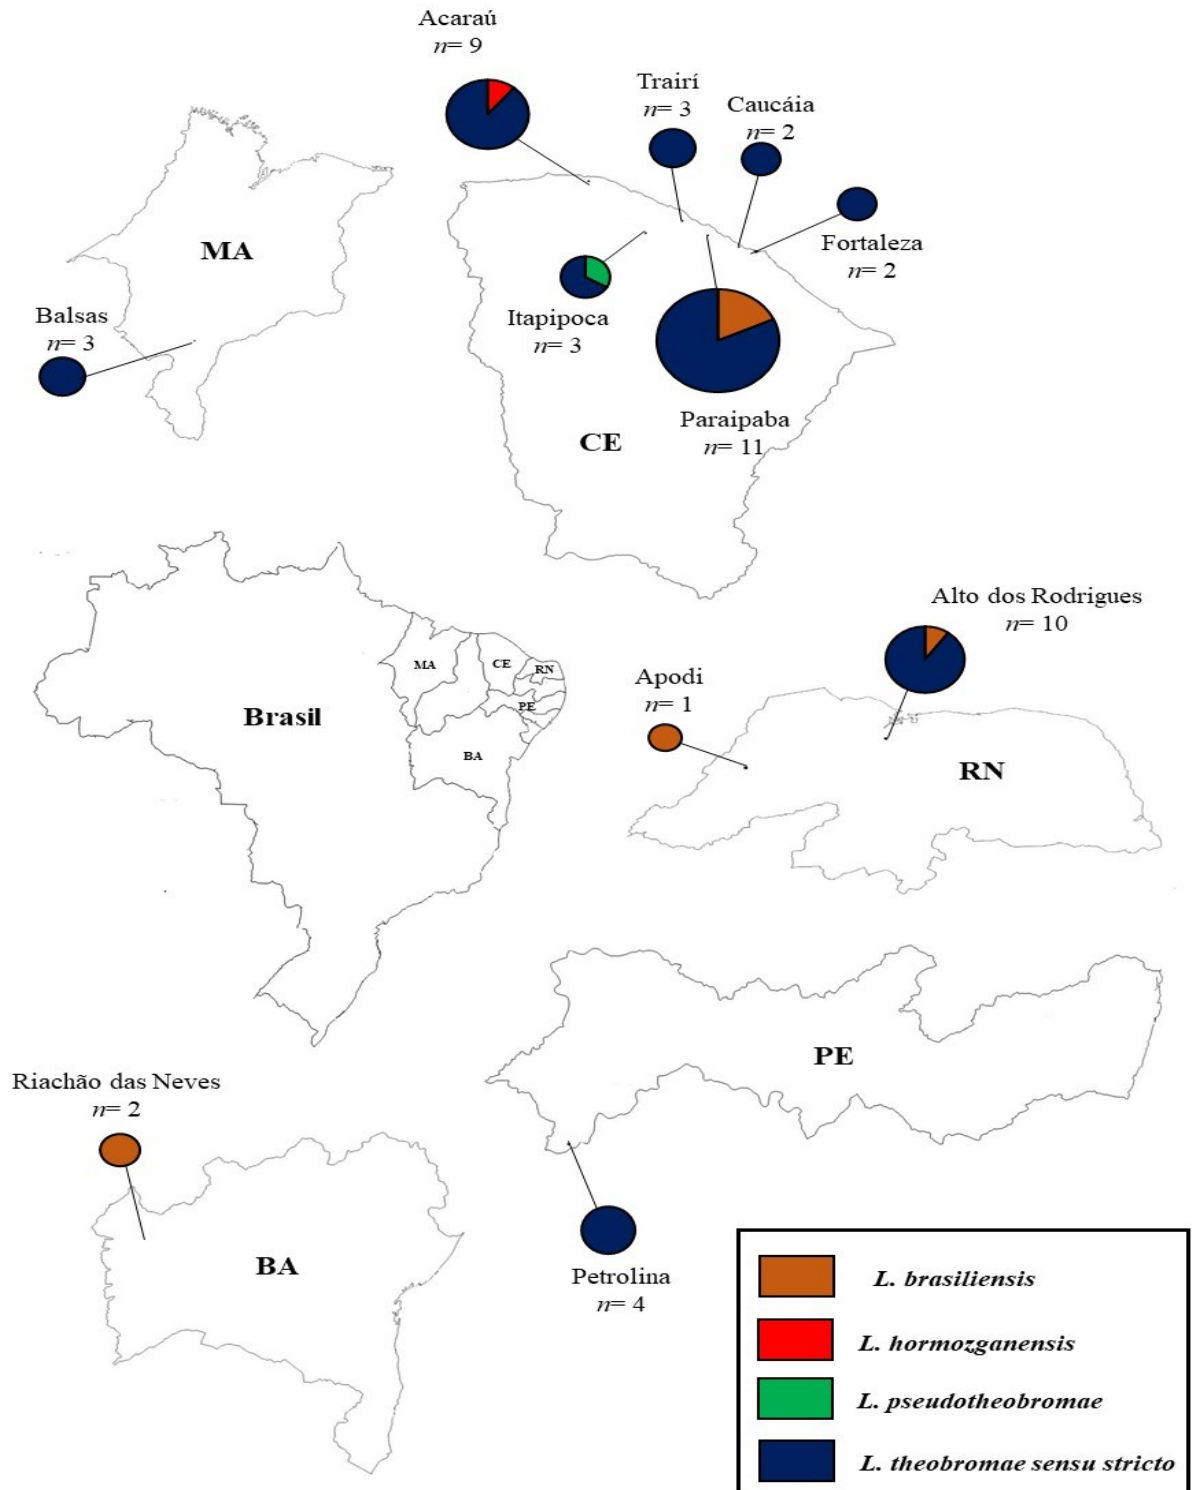 Acaraú
n= 9
Trairí
n= 3
Caucáia
n= 2
Fortaleza
n= 2
MA
Itapipoca
n= 3
Balsas
n= 3
Paraipaba
n= 11
CE
Alto dos Rodrigues
n= 10
Apodi
n= 1
RN
Brasil
MA
CE
RN
PE
BA
PE
Riachão das Neves
n= 2
BA
Petrolina
n= 4
L. brasiliensis
L. hormozganensis
L. pseudotheobromae
L. theobromae sensu stricto